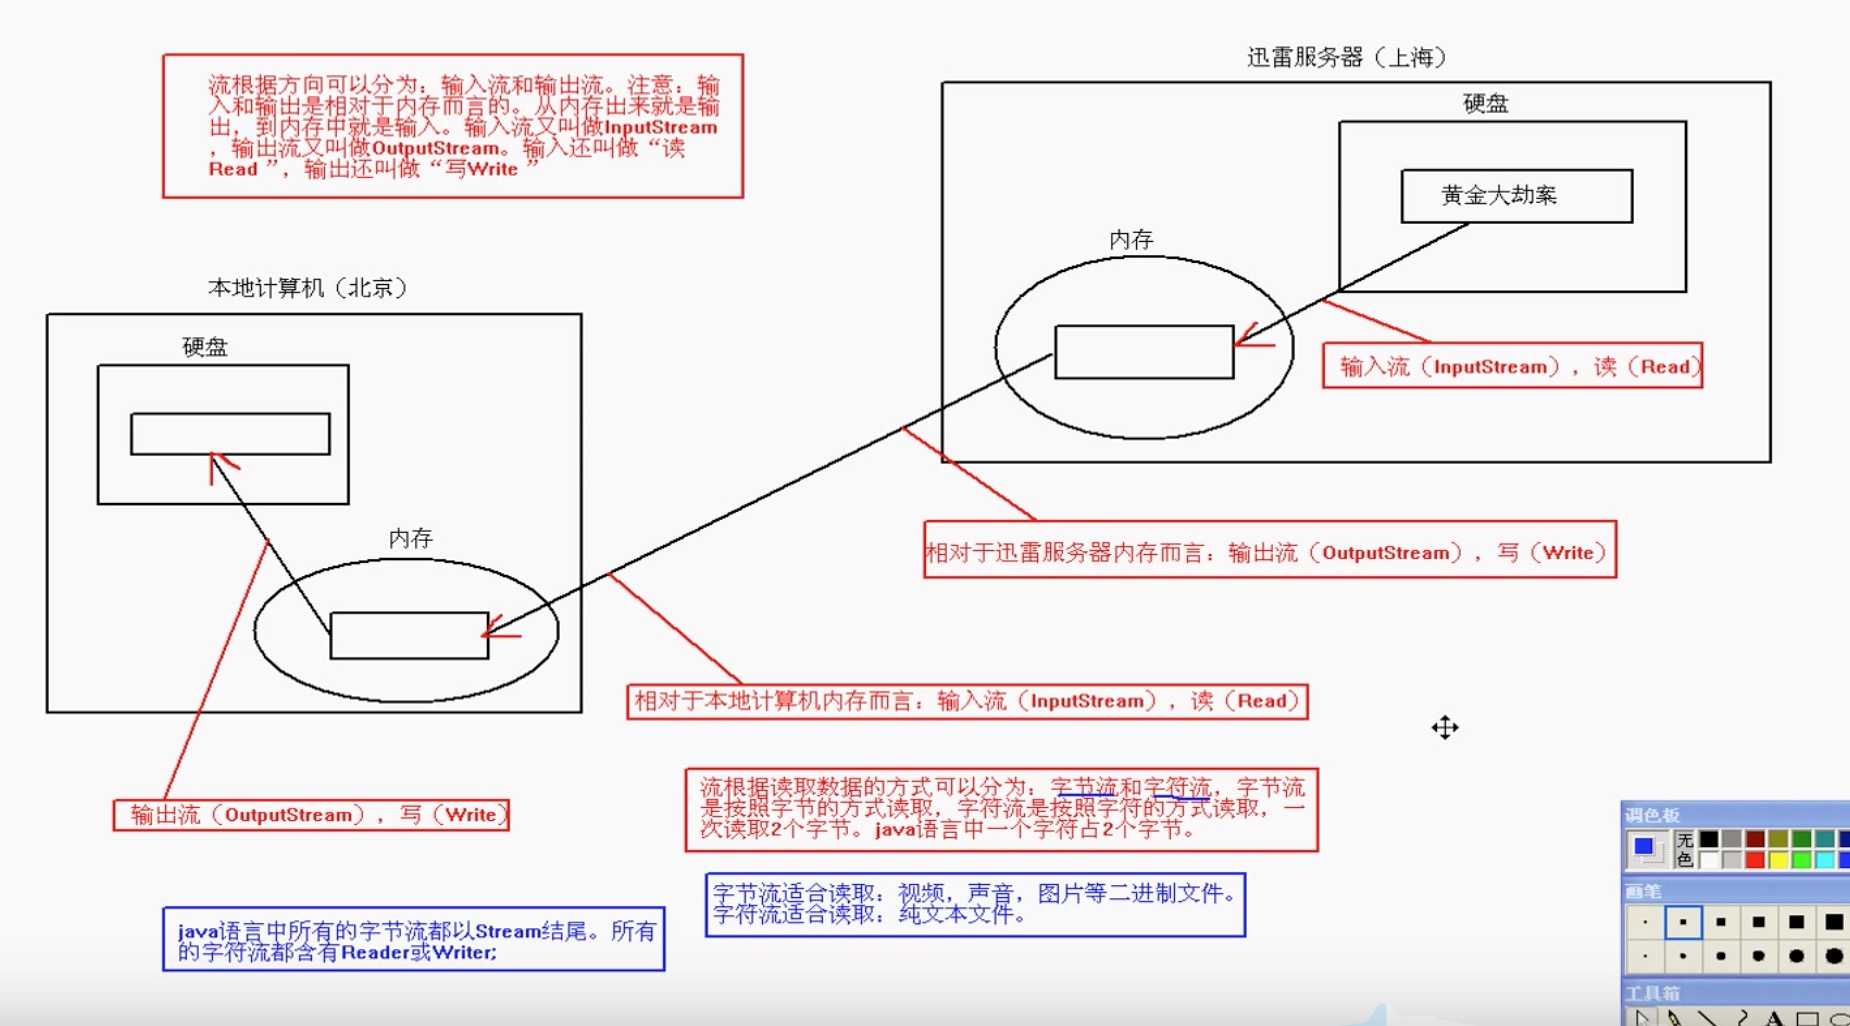 迅雷服务器（上海）
硬盘
黄金大劫案
内存
流根据方向可以分为：输入流和输出流。注意：输
入和输出是相对于内存而言的。从内存出来就是输
出，到内存中就是输入。输入流又叫做InputStream
，输出流又叫做OutputStream。输入还叫做“读
Read ”，输出还叫做“写Write ”
本地计算机（北京）
硬盘
内存
输入流（InputStream），读（Read）
相对于迅雷服务器内存而言：输出流（OutputStream），写（Write）
相对于本地计算机内存而言：输入流（InputStream），读（Read）
输出流（OutputStream），写（Write）
流根据读取数据的方式可以分为：字节流和字符流，字节流
是按照字节的方式读取，字符流是按照字符的方式读取，一
次读取2个字节。java语言中一个字符占2个字节。
字节流适合读取：视频，声音，图片等二进制文件。
字符流适合读取：纯文本文件。
java语言中所有的字节流都以Stream结尾。所有
的字符流都含有Reader或Writer;
调色板
无
色
画笔
工具箱
A